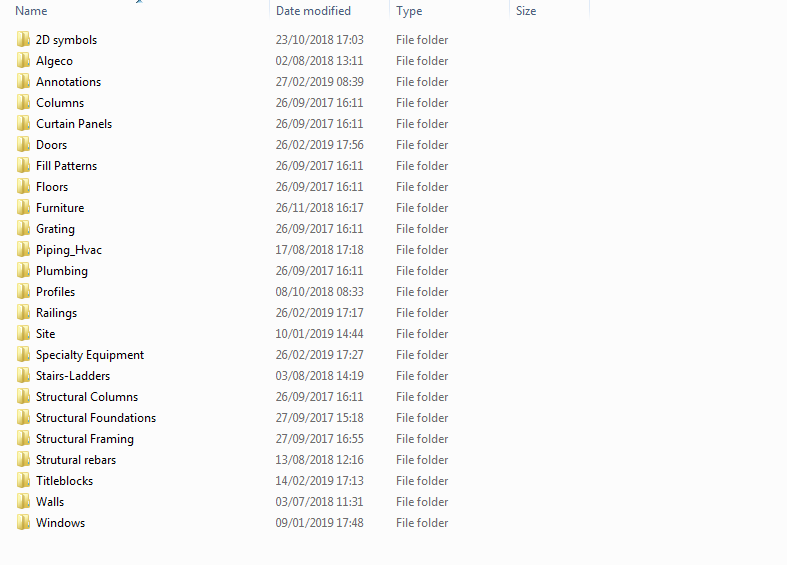 Name Date modified Type Size
2D symbols 23/10/2018 17:03 File folder
Algeco 02/08/2018 13:11 File folder
Annotations 27/02/2019 08:39 File folder
Columns 26/09/2017 16:11 File folder
Curtain Panels 26/09/2017 16:11 File folder
Doors 26/02/2019 17:56 File folder
Fill Patterns 26/09/2017 16:11 File folder
Floors 26/09/2017 16:11 File folder
Furniture 26/11/2018 16:17 File folder
Grating 26/09/2017 16:11 File folder
Piping_Hvac 17/08/2018 17:18 File folder
Plumbing 26/09/2017 16:11 File folder
Profiles 08/10/2018 08:33 File folder
Railings 26/02/2019 17:17 File folder
Site 10/01/2019 14:44 File folder
Specialty Equipment 26/02/2019 17:27 File folder
Stairs-Ladders 03/08/2018 14:19 File folder
Structural Columns 26/09/2017 16:11 File folder
Structural Foundations 27/09/2017 15:18 File folder
Structural Framing 27/09/2017 16:55 File folder
Strutural rebars 13/08/2018 12:16 File folder
Titleblocks 14/02/2019 17:13 File folder
Walls 03/07/2018 11:31 File folder
Windows 09/01/2019 17:48 File folder